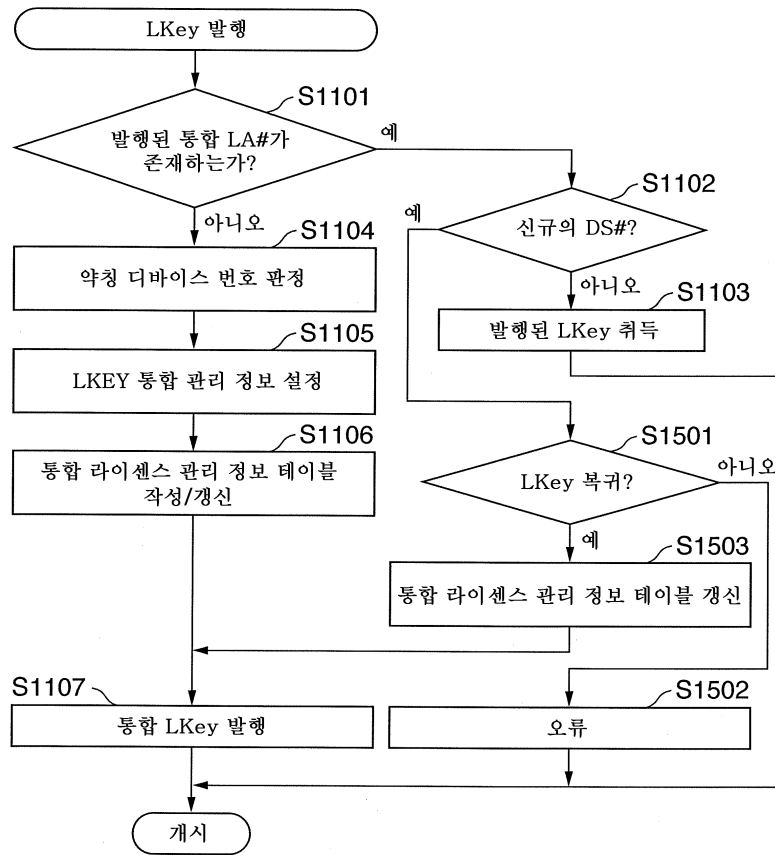 LKey 발행
S1101
발행된 통합 LA#가
존재하는가?
예
아니오
S1102
신규의 DS#?
예
아니오
S1104
약칭 디바이스 번호 판정
S1103
발행된 LKey 취득
S1105
LKEY 통합 관리 정보 설정
S1106
통합 라이센스 관리 정보 테이블
작성/갱신
S1501
LKey 복귀?
아니오
예
S1503
통합 라이센스 관리 정보 테이블 갱신
S1107
통합 LKey 발행
S1502
오류
개시